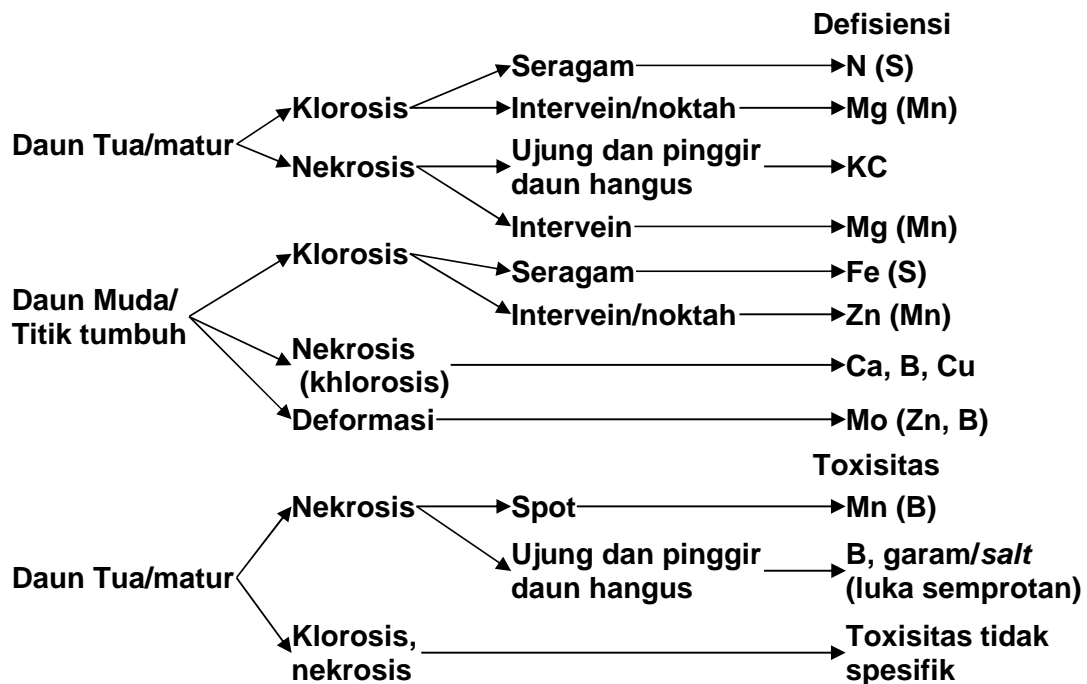 Defisiensi
Seragam N (S)
Klorosis Intervein/noktah Mg (Mn)
Daun Tua/matur
Nekrosis Ujung dan pinggir KC
daun hangus
Intervein Mg (Mn)
Klorosis
Seragam Fe (S)
Daun Muda/
Titik tumbuh
Intervein/noktah Zn (Mn)
Nekrosis
(khlorosis)
Ca, B, Cu
Deformasi Mo (Zn, B)
Toxisitas
Nekrosis Spot Mn (B)
Daun Tua/matur
Ujung dan pinggir
daun hangus
B, garam/salt
(luka semprotan)
Klorosis,
nekrosis
Toxisitas tidak
spesifik